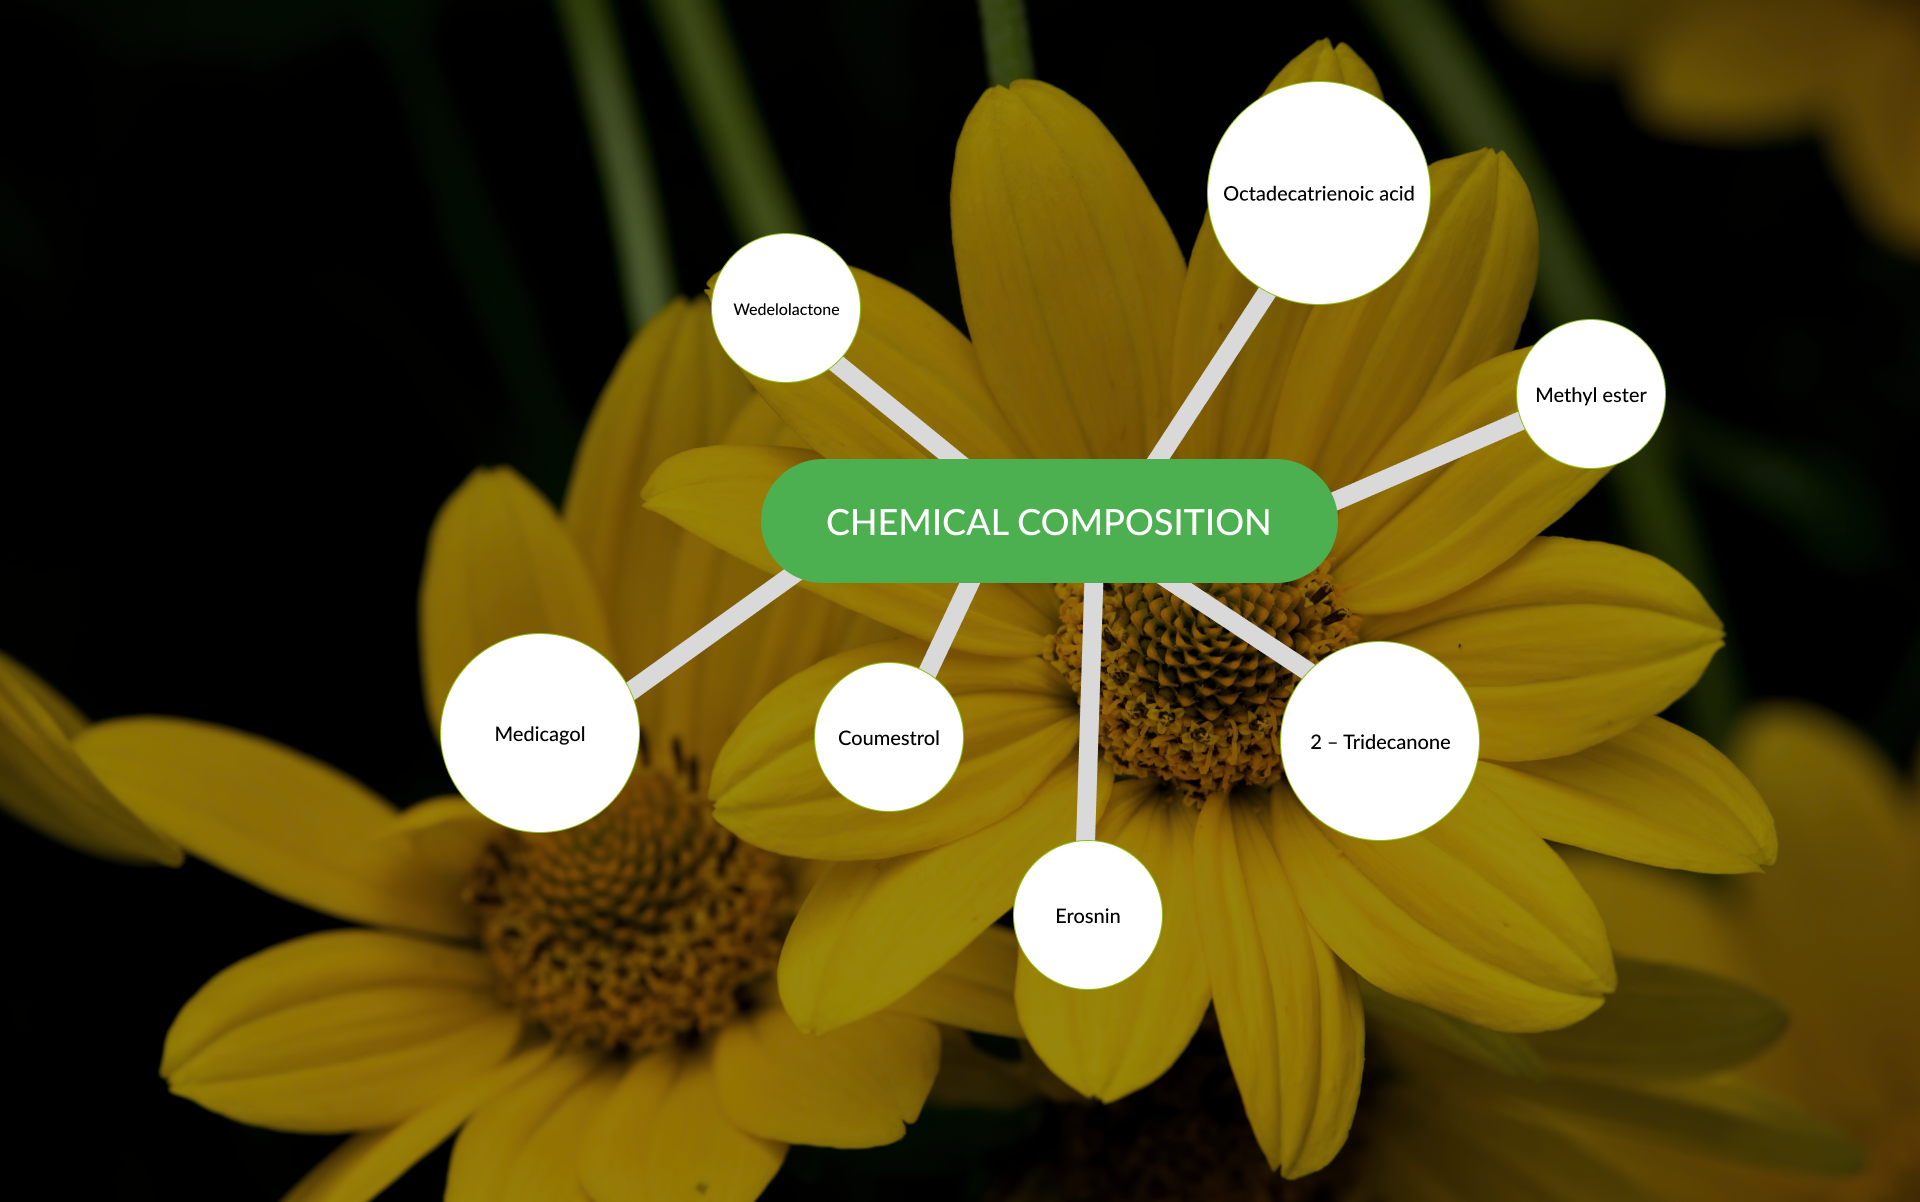 Octadecatrienoic acid
Wedelolactone
Methyl ester
CHEMICAL COMPOSITION
Medicagol
Coumestrol
2 – Tridecanone
Erosnin